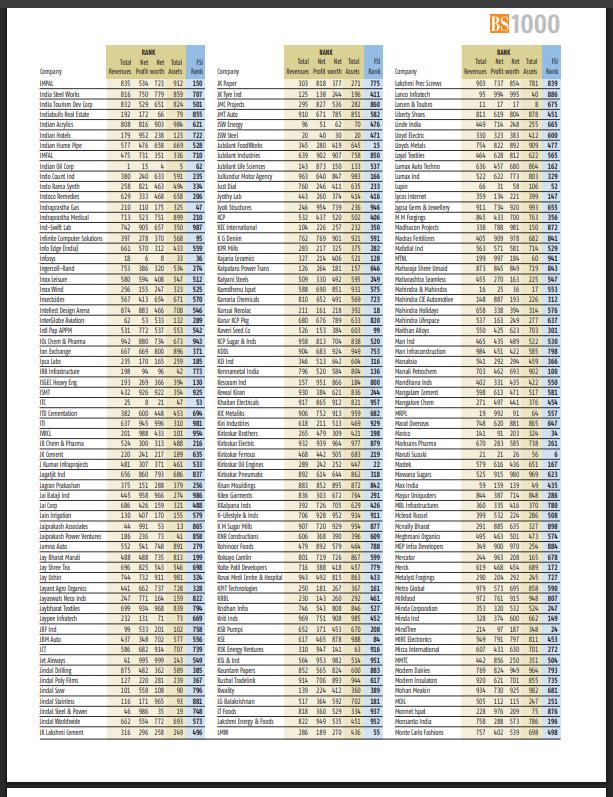 BS1000
RANK
Total Net Net Total FSI
Company Revenues Profit worth Assets Rank
IMPAL 835 534 723 912 150
India Steel Works 816 750 779 859 707
India Tourism Dev Corp 832 529 651 824 501
Indiabulls Real Estate 192 172 66 79 855
Indian Acrylics 808 816 903 984 621
Indian Hotels 179 952 238 123 722
Indian Hume Pipe 577 476 658 669 528
INEAL 475 731 351 336 710
Indian Oil Corp 1 15 4 5 62
Indo Count Ind 380 240 633 591 235
Indo Rama Synth 258 821 463 494 334
Indoco Remedies 629 333 468 658 206
Indraprastha Gas 210 110 175 325 47
Indraprastha Medical 713 523 751 899 210
Ind-Swift Lab 742 905 657 350 987
Infinite Computer Solutions 397 278 370 568 95
Info Edge (India) 661 570 312 433 559
Infosys 18 6 8 33 36
Ingersoll-Rand 753 386 320 534 274
Inox Leisure 580 594 408 547 512
Inox Wind 256 155 247 323 525
Insecticides 567 413 654 671 570
Intellect Design Arena 874 883 466 708 546
InterGlobe Aviation 62 53 533 132 289
Intl Pap APPM 531 772 537 553 542
IOL Chem & Pharma 942 880 734 673 943
Ion Exchange 667 669 800 896 371
Ipca Labs 235 170 165 259 185
IRB Infrastructure 198 94 96 42 773
ISGEC Heavy Eng 193 269 366 394 130
ISMT 432 926 922 354 925
ITC 25 8 21 47 53
ITD Cementation 382 600 448 453 694
ITI 637 945 996 310 981
IVRCL 201 988 433 101 954
JB Chem & Pharma 524 300 313 488 216
JK Cement 220 241 217 189 635
J Kumar Infraprojects 481 307 371 461 533
Jagatjit Ind 656 860 793 686 837
Jagran Prakashan 375 151 288 379 256
Jai Balaji Ind 445 958 966 274 986
Jai Corp 686 426 159 321 488
Jain Irrigation 130 407 170 155 579
Jaiprakash Associates 44 991 53 13 865
Jaiprakash Power Ventures 186 236 73 41 858
Jamna Auto 552 541 748 891 279
Jay Bharat Maruti 488 488 735 813 199
Jay Shree Tea 696 825 543 546 698
Jay Ushin 744 732 911 981 324
Jayant Agro Organics 441 662 737 728 328
Jayaswals Neco Inds 247 771 164 159 822
Jaybharat Textiles 699 934 968 839 794
Jaypee Infratech 232 131 71 73 669
JBF Ind 99 533 201 102 758
JBM Auto 437 348 702 577 556
JCT 586 682 914 707 739
Jet Airways 41 995 999 143 549
Jindal Drilling 875 482 362 589 385
Jindal Poly Films 127 220 281 239 367
Jindal Saw 101 558 108 90 796
Jindal Stainless 116 171 965 93 881
Jindal Steel & Power 46 986 35 19 748
Jindal Worldwide 662 554 772 693 573
JK Lakshmi Cement 316 296 258 249 496
RANK
Total Net Net Total FSI
Company Revenues Profit worth Assets Rank
JK Paper 303 818 377 271 775
JK Tyre Ind 125 138 244 196 411
JMC Projects 295 827 536 282 860
JMT Auto 910 671 785 851 582
JSW Energy 96 51 62 70 476
JSW Steel 20 40 30 20 471
Jubilant FoodWorks 345 280 419 645 15
Jubilant Industries 639 902 907 758 850
Jubilant Life Sciences 143 873 150 133 537
Jullundur Motor Agency 963 640 847 983 166
Just Dial 760 246 411 635 233
Jyothy Lab 443 260 374 414 416
Jyoti Structures 246 954 739 236 946
KCP 532 437 520 502 406
KEC International 104 226 257 232 350
K G Denim 762 769 901 921 591
KPR Mills 283 217 325 375 282
Kajaria Ceramics 327 214 406 521 128
Kalpataru Power Trans 126 264 181 157 646
Kalyani Steels 509 330 492 595 249
Kamdhenu Ispat 588 690 851 931 575
Kanoria Chemicals 810 652 491 569 723
Kansai Nerolac 211 161 218 392 18
Karur KCP Pkg 680 676 789 633 820
Kaveri Seed Co 526 153 384 603 99
KCP Sugar & Inds 958 813 704 838 520
KDDL 904 683 924 949 753
KEI Ind 346 513 642 604 316
Kennametal India 796 520 584 804 136
Kesoram Ind 157 951 866 184 800
Kewal Kiran 930 384 621 836 244
Khaitan Electricals 917 865 912 821 957
KIC Metaliks 906 752 913 959 682
Kiri Industries 618 211 513 469 929
Kirloskar Brothers 265 479 309 421 198
Kirloskar Electric 932 939 964 977 879
Kirloskar Ferrous 468 442 505 683 219
Kirloskar Oil Engines 289 242 252 447 22
Kirloskar Pneumatic 892 614 644 862 318
Kisan Mouldings 883 852 895 872 842
Kitex Garments 836 303 672 764 291
KKalpana Inds 392 726 705 629 426
K-Lifestyle & Inds 706 928 952 914 911
K M Sugar Mills 907 720 929 954 877
KNR Constructions 606 368 390 396 609
Kohinoor Foods 479 892 579 464 788
Kokuyo Camlin 801 719 726 867 599
Kolte Patil Developers 716 388 418 457 779
Kovai Medi Centre & Hospital 943 492 815 863 433
KPIT Technologies 250 181 267 367 161
KRBL 230 143 260 292 461
Kridhan Infra 746 543 808 846 527
Kriti Inds 969 751 908 985 452
KSB Pumps 652 371 453 670 208
KSE 617 465 878 988 84
KSK Energy Ventures 310 947 141 63 916
KSL & Ind 564 953 982 514 951
Kuantum Papers 852 565 824 600 883
Kushal Tradelink 914 706 893 944 617
Kwality 139 224 412 360 389
LG Balakrishnan 517 364 592 702 181
LT Foods 818 360 529 334 937
Lakshmi Energy & Foods 822 949 535 451 952
LMW 286 189 270 436 55
RANK
Total Net Net Total FSI
Company Revenues Profit worth Assets Rank
Lakshmi Prec Screws 903 737 854 781 839
Lanco Infratech 95 994 995 40 886
Larsen & Toubro 11 17 17 8 675
Liberty Shoes 811 619 804 878 451
Linde India 449 714 248 255 665
Lloyd Electric 330 323 383 412 600
Lloyds Metals 754 822 892 909 477
Loyal Textiles 464 628 812 622 565
Lumax Auto Techno 636 457 680 864 162
Lumax Ind 522 622 773 803 329
Lupin 66 31 58 106 52
Lycos Internet 359 134 221 399 147
Lypsa Gems & Jewellery 911 734 920 993 655
M M Forgings 845 433 700 763 356
Madhucon Projects 338 788 981 150 872
Madras Fertilizers 405 909 978 682 841
Mafatlal Ind 563 571 581 714 529
MTNL 199 997 184 60 941
Maharaja Shree Umaid 873 845 849 719 843
Maharashtra Seamless 455 270 163 225 547
Mahindra & Mahindra 16 25 36 17 553
Mahindra CIE Automotive 148 887 193 226 312
Mahindra Holidays 658 338 394 314 576
Mahindra Lifespace 537 163 249 277 637
Maithan Alloys 550 425 623 703 301
Man Ind 465 435 489 522 530
Man Infraconstruction 984 451 422 585 798
Manaksia 541 292 294 459 366
Manali Petrochem 703 462 693 902 100
Mandhana Inds 402 331 435 422 550
Mangalam Cement 598 613 471 517 581
Mangalore Chem 271 497 441 376 454
MRPL 19 992 91 64 557
Maral Overseas 748 620 881 865 647
Marico 141 91 203 324 34
Marksans Pharma 670 283 585 738 261
Maruti Suzuki 21 21 26 56 6
Mastek 579 616 436 651 167
Mawana Sugars 525 915 980 969 623
Max India 59 159 139 49 435
Mayur Uniquoters 844 387 714 848 286
MBL Infrastructures 360 335 416 370 780
Mcleod Russel 399 532 224 286 508
Mcnally Bharat 291 885 635 327 898
Meghmani Organics 495 463 501 473 574
MEP Infra Developers 349 900 970 254 884
Mercator 244 963 208 165 678
Merck 619 468 454 689 172
Metalyst Forgings 290 204 292 245 727
Metro Global 979 573 695 858 590
Milkfood 972 761 915 948 807
Minda Corporation 353 320 532 524 247
Minda Ind 328 374 600 662 149
MindTree 214 97 187 348 24
MIRC Electronics 549 791 797 811 453
Mirza International 607 431 630 701 272
MMTC 442 856 250 351 504
Modern Dairies 769 824 949 964 793
Modern Insulators 920 621 701 855 735
Mohan Meakin 934 730 925 982 681
MOIL 505 112 115 247 251
Monnet Ispat 228 976 209 75 876
Monsanto India 758 288 573 786 196
Monte Carlo Fashions 757 402 539 698 498